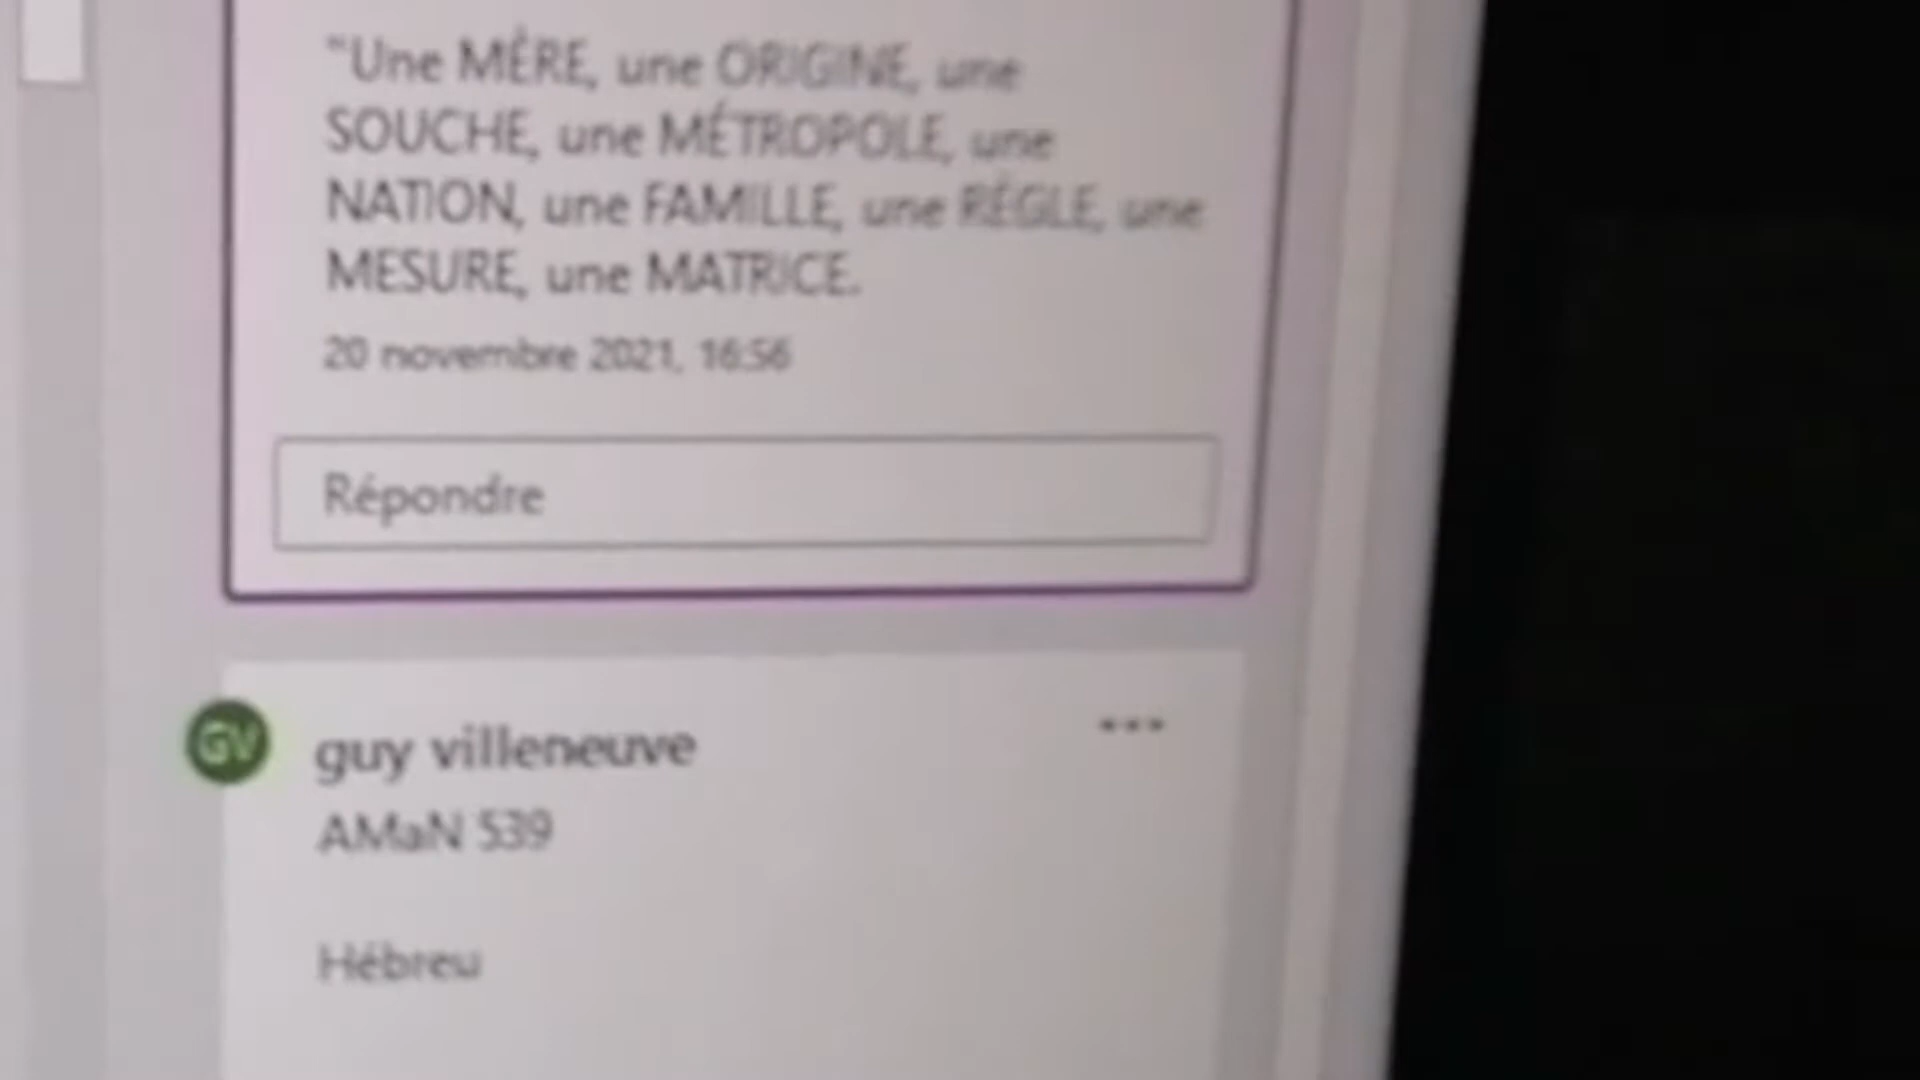 "Une MÈRE, une ORIGINE, une
SOUCHE, une MÉTROPOLE, une
NATION, une FAMILLE, une RÈGLE, une
MESURE, une MATRICE.
20 novembre 2021, 16:56
Répondre
GV
guy villeneuve
AMaN 539
Hébreu